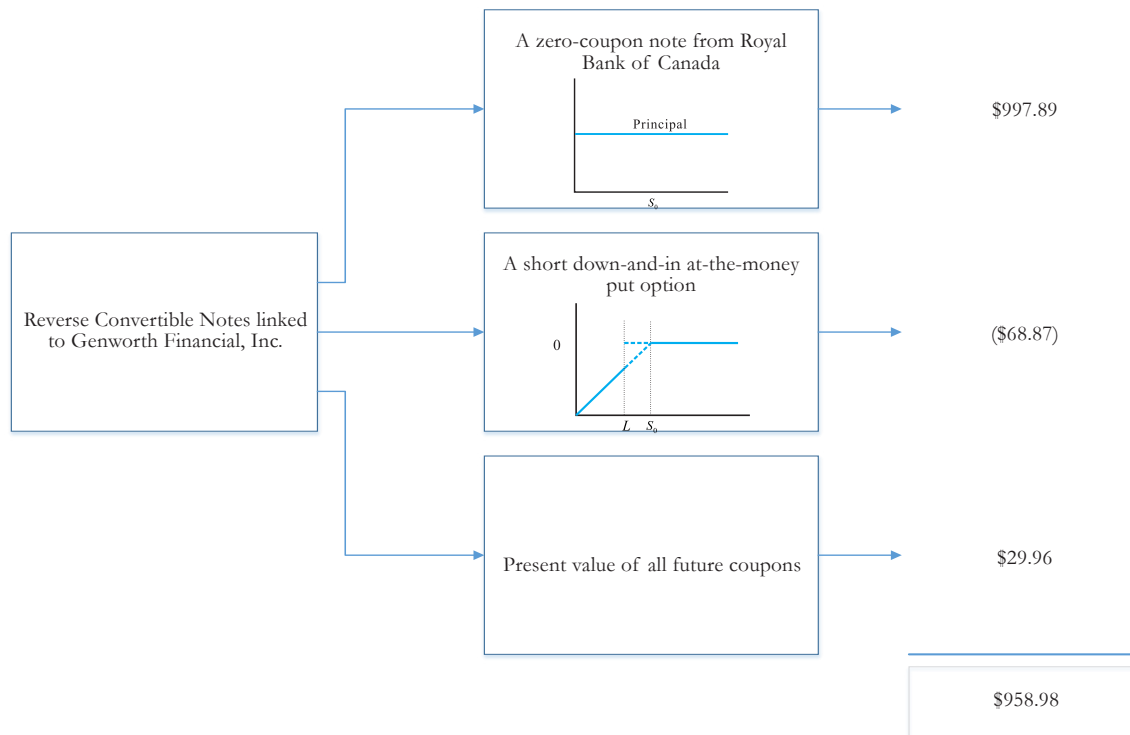 A zero-coupon note from Royal
Bank of Canada
Principal
S₀
$997.89
Reverse Convertible Notes linked
to Genworth Financial, Inc.
A short down-and-in at-the-money
put option
0
L S₀
($68.87)
Present value of all future coupons
$29.96
$958.98